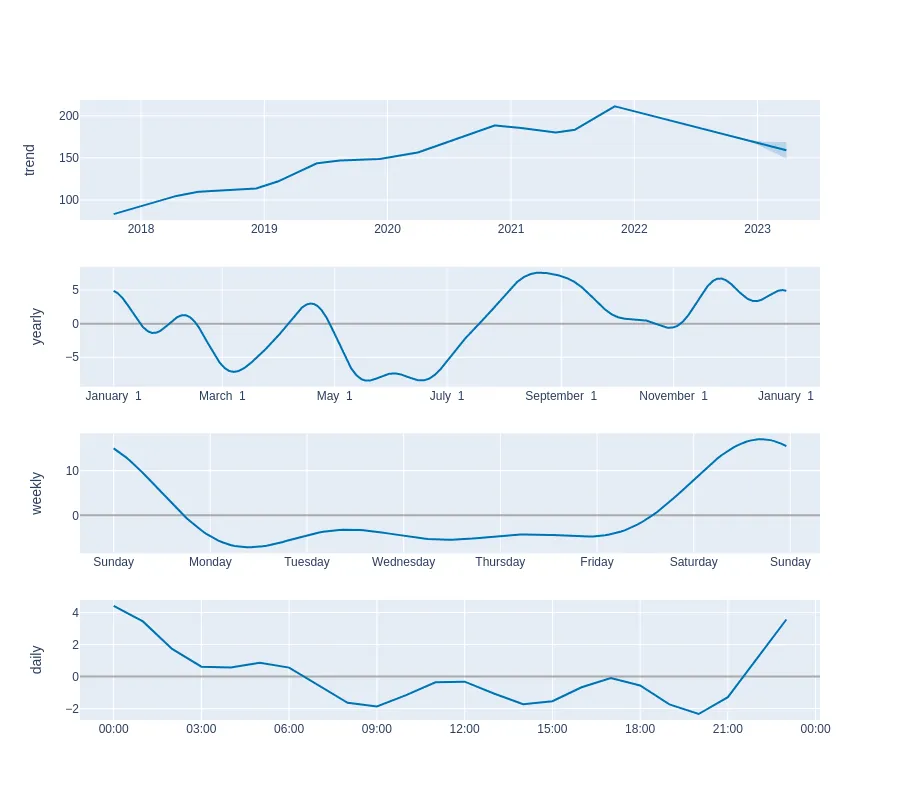 trend
200
150
100
2018 2019 2020 2021 2022 2023
yearly
5
0
−5
January 1 March 1 May 1 July 1 September 1 November 1 January 1
weekly
10
0
Sunday Monday Tuesday Wednesday Thursday Friday Saturday Sunday
daily
4
2
0
−2
00:00 03:00 06:00 09:00 12:00 15:00 18:00 21:00 00:00